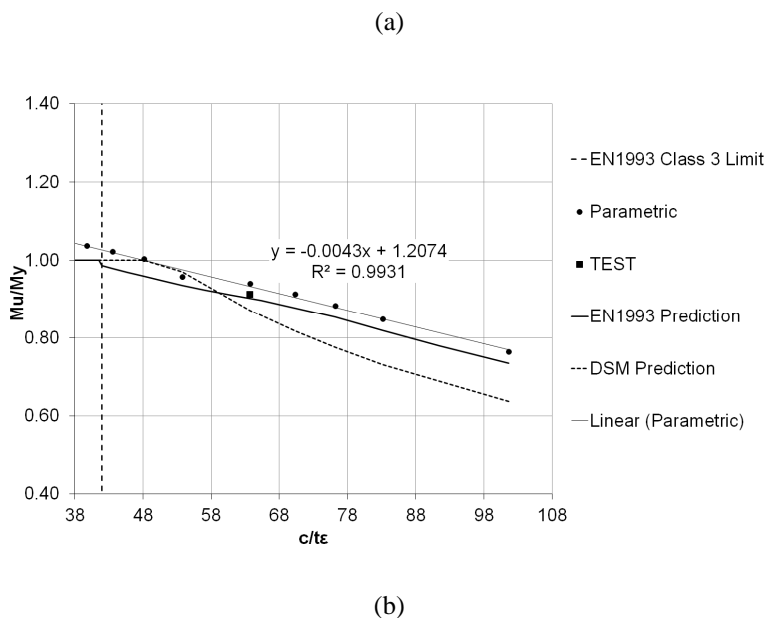 (a)
1.40
1.20
1.00
0.80
0.60
0.40
Mu/My
y = -0.0043x + 1.2074
R² = 0.9931
38 48 58 68 78 88 98 108
c/tε
EN1993 Class 3 Limit
Parametric
TEST
EN1993 Prediction
DSM Prediction
Linear (Parametric)
(b)